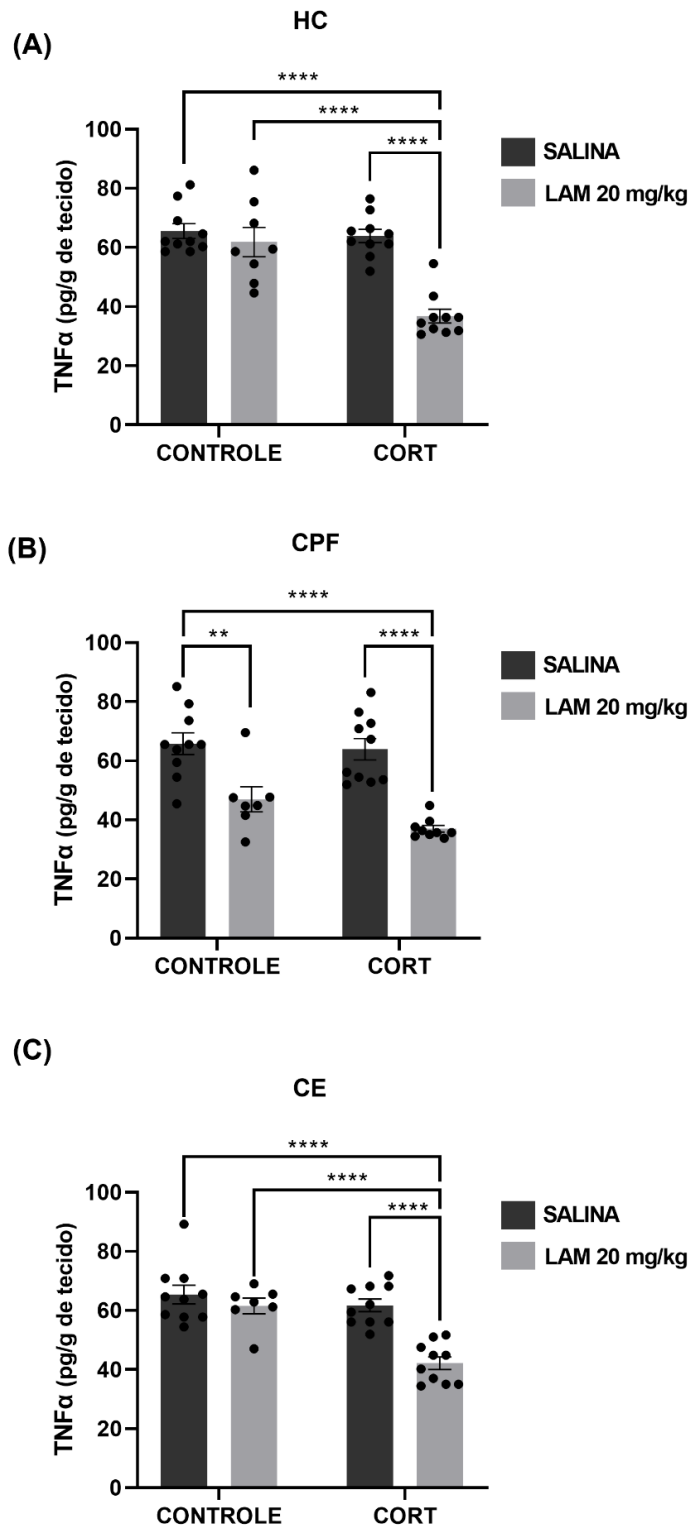 HC
(A)
****
****
****
100
80
60
40
20
0
TNFα (pg/g de tecido)
CONTROLE
CORT
SALINA
LAM 20 mg/kg
CPF
(B)
****
**
****
100
80
60
40
20
0
TNFα (pg/g de tecido)
CONTROLE
CORT
SALINA
LAM 20 mg/kg
(C)
CE
****
****
****
100
80
60
40
20
0
TNFα (pg/g de tecido)
CONTROLE
CORT
SALINA
LAM 20 mg/kg